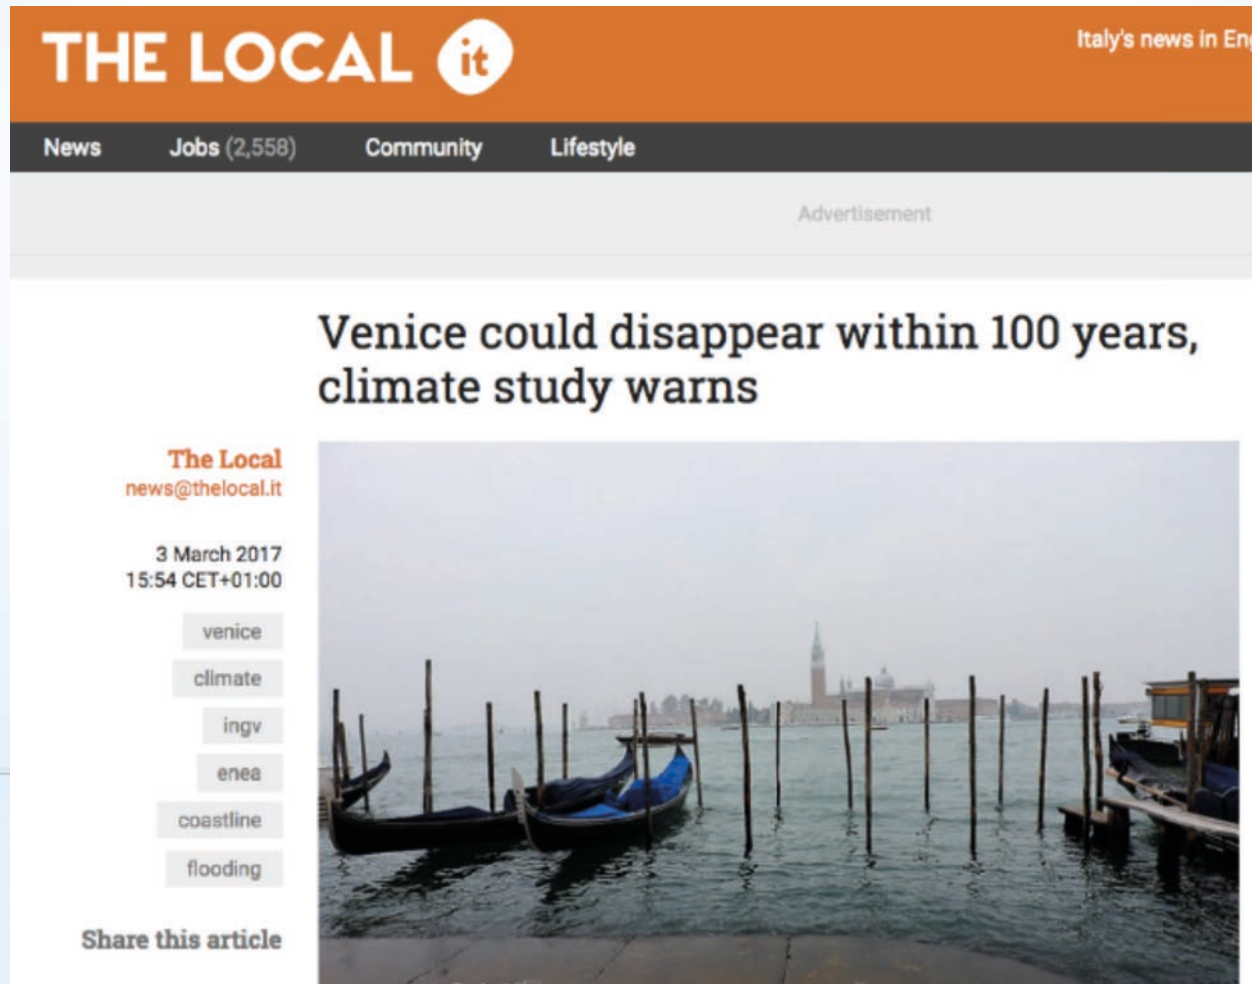 THE LOCAL it
Italy's news in
News Jobs (2,558) Community Lifestyle
Advertisement
Venice could disappear within 100 years,
climate study warns
The Local
news@thelocal.it
3 March 2017
15:54 CET+01:00
venice
climate
ingv
enea
coastline
flooding
Share this article